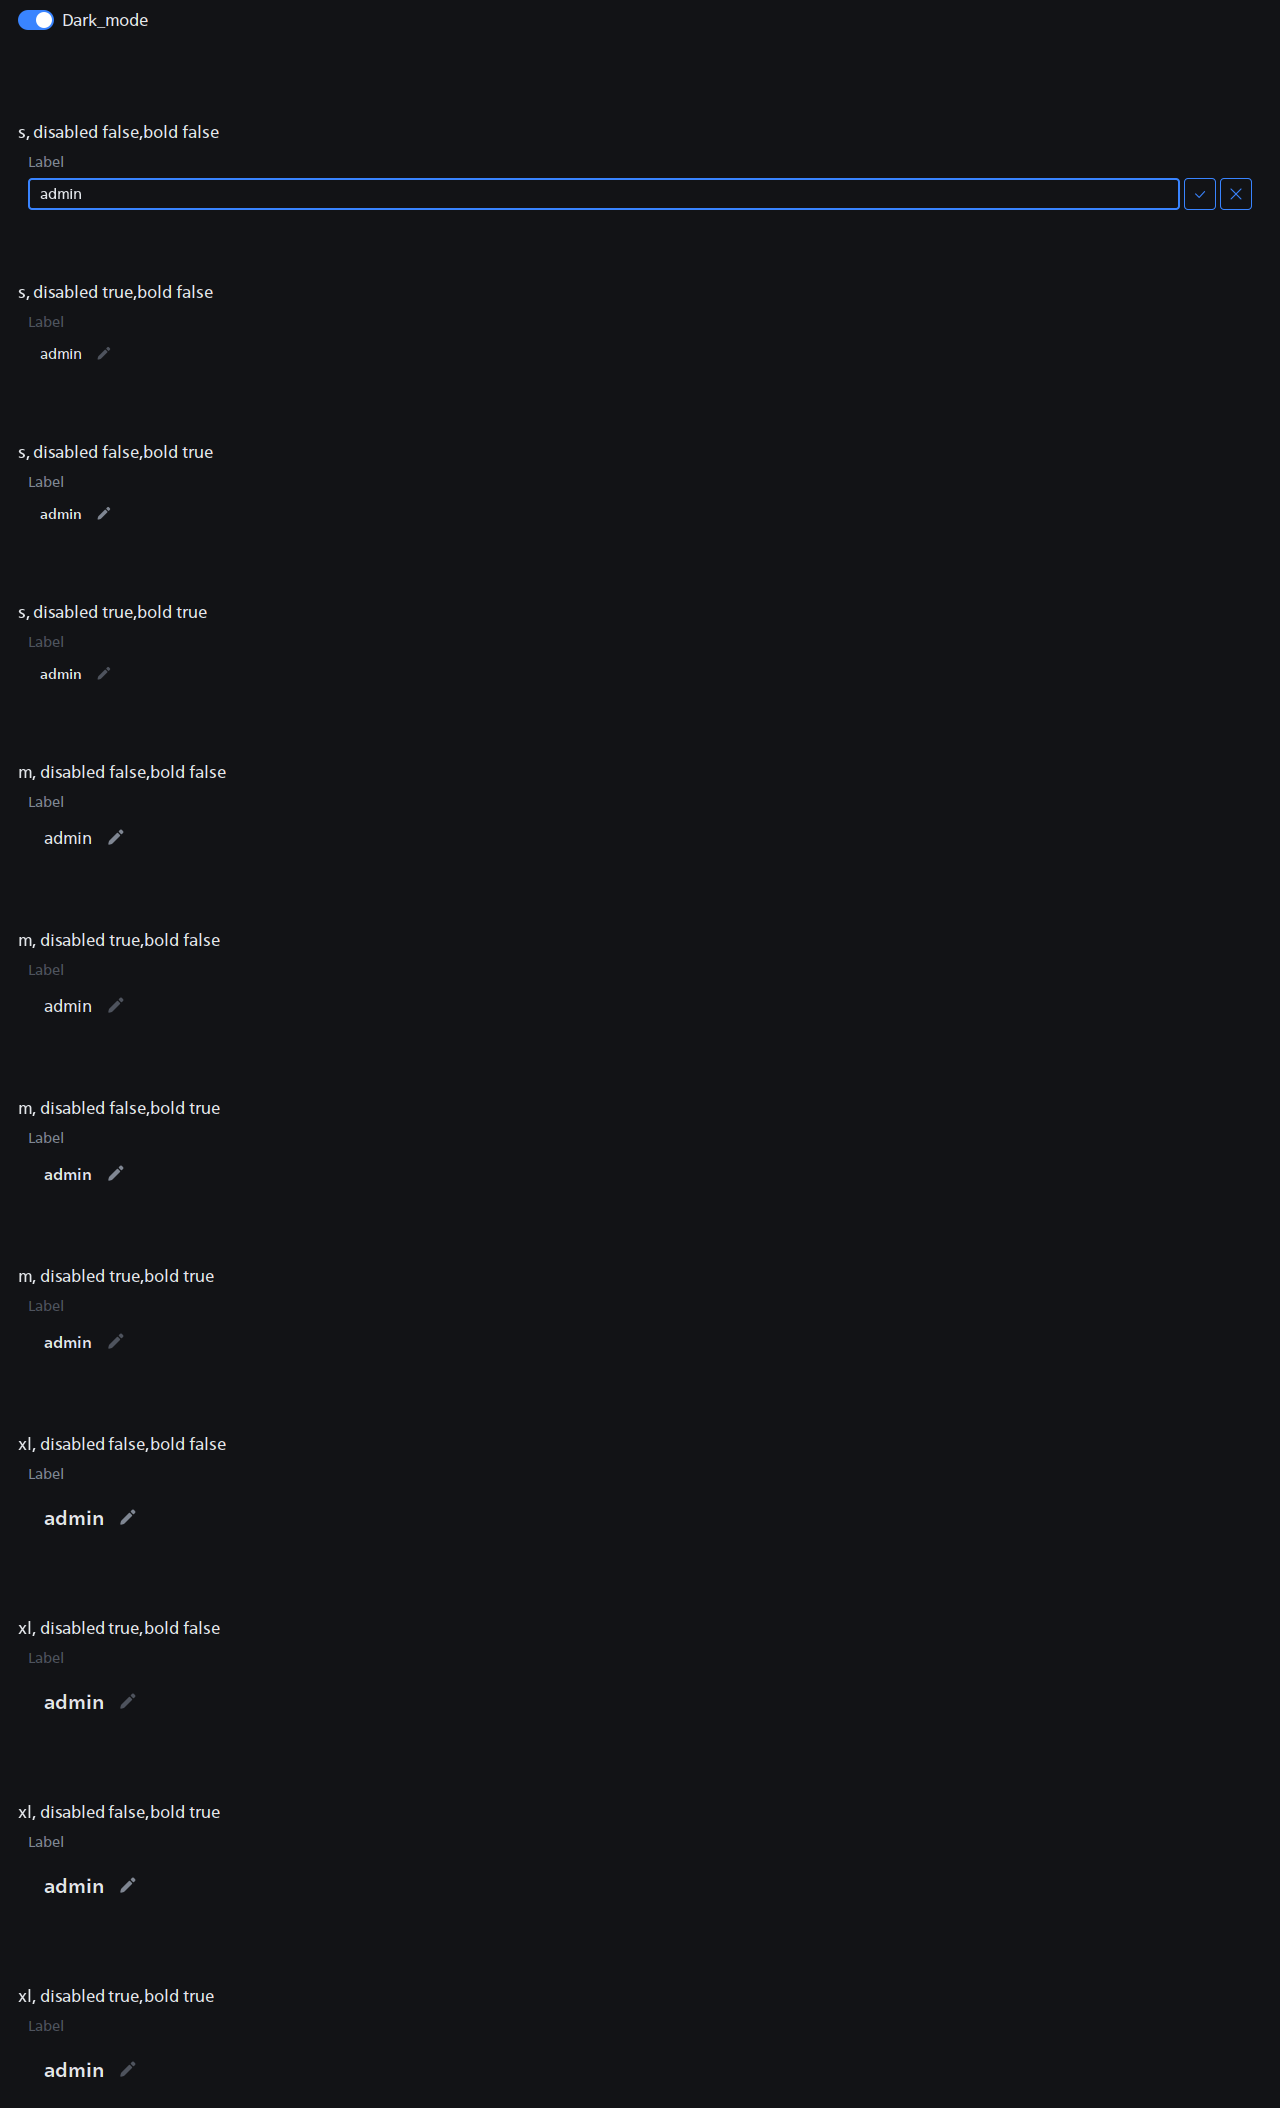 Dark_mode
s, disabled false,bold false
Label
admin
s, disabled true,bold false
Label
admin
s, disabled false,bold true
Label
admin
s, disabled true,bold true
Label
admin
m, disabled false,bold false
Label
admin
m, disabled true,bold false
Label
admin
m, disabled false,bold true
Label
admin
m, disabled true,bold true
Label
admin
xl, disabled false,bold false
Label
admin
xl, disabled true,bold false
Label
admin
xl, disabled false,bold true
Label
admin
xl, disabled true,bold true
Label
admin